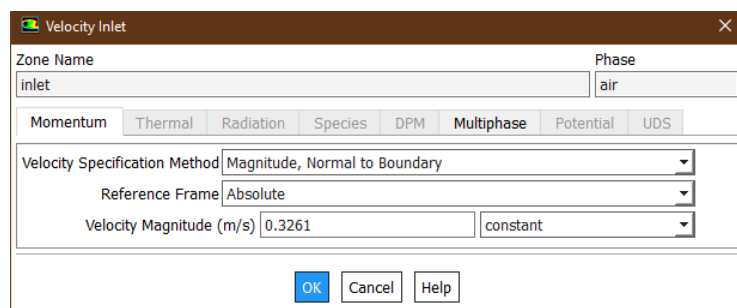 Velocity Inlet
Zone Name Phase
inlet air
Momentum Thermal Radiation Species DPM Multiphase Potential UDS
Velocity Specification Method Magnitude, Normal to Boundary
Reference Frame Absolute
Velocity Magnitude (m/s) 0.3261 constant
OK Cancel Help